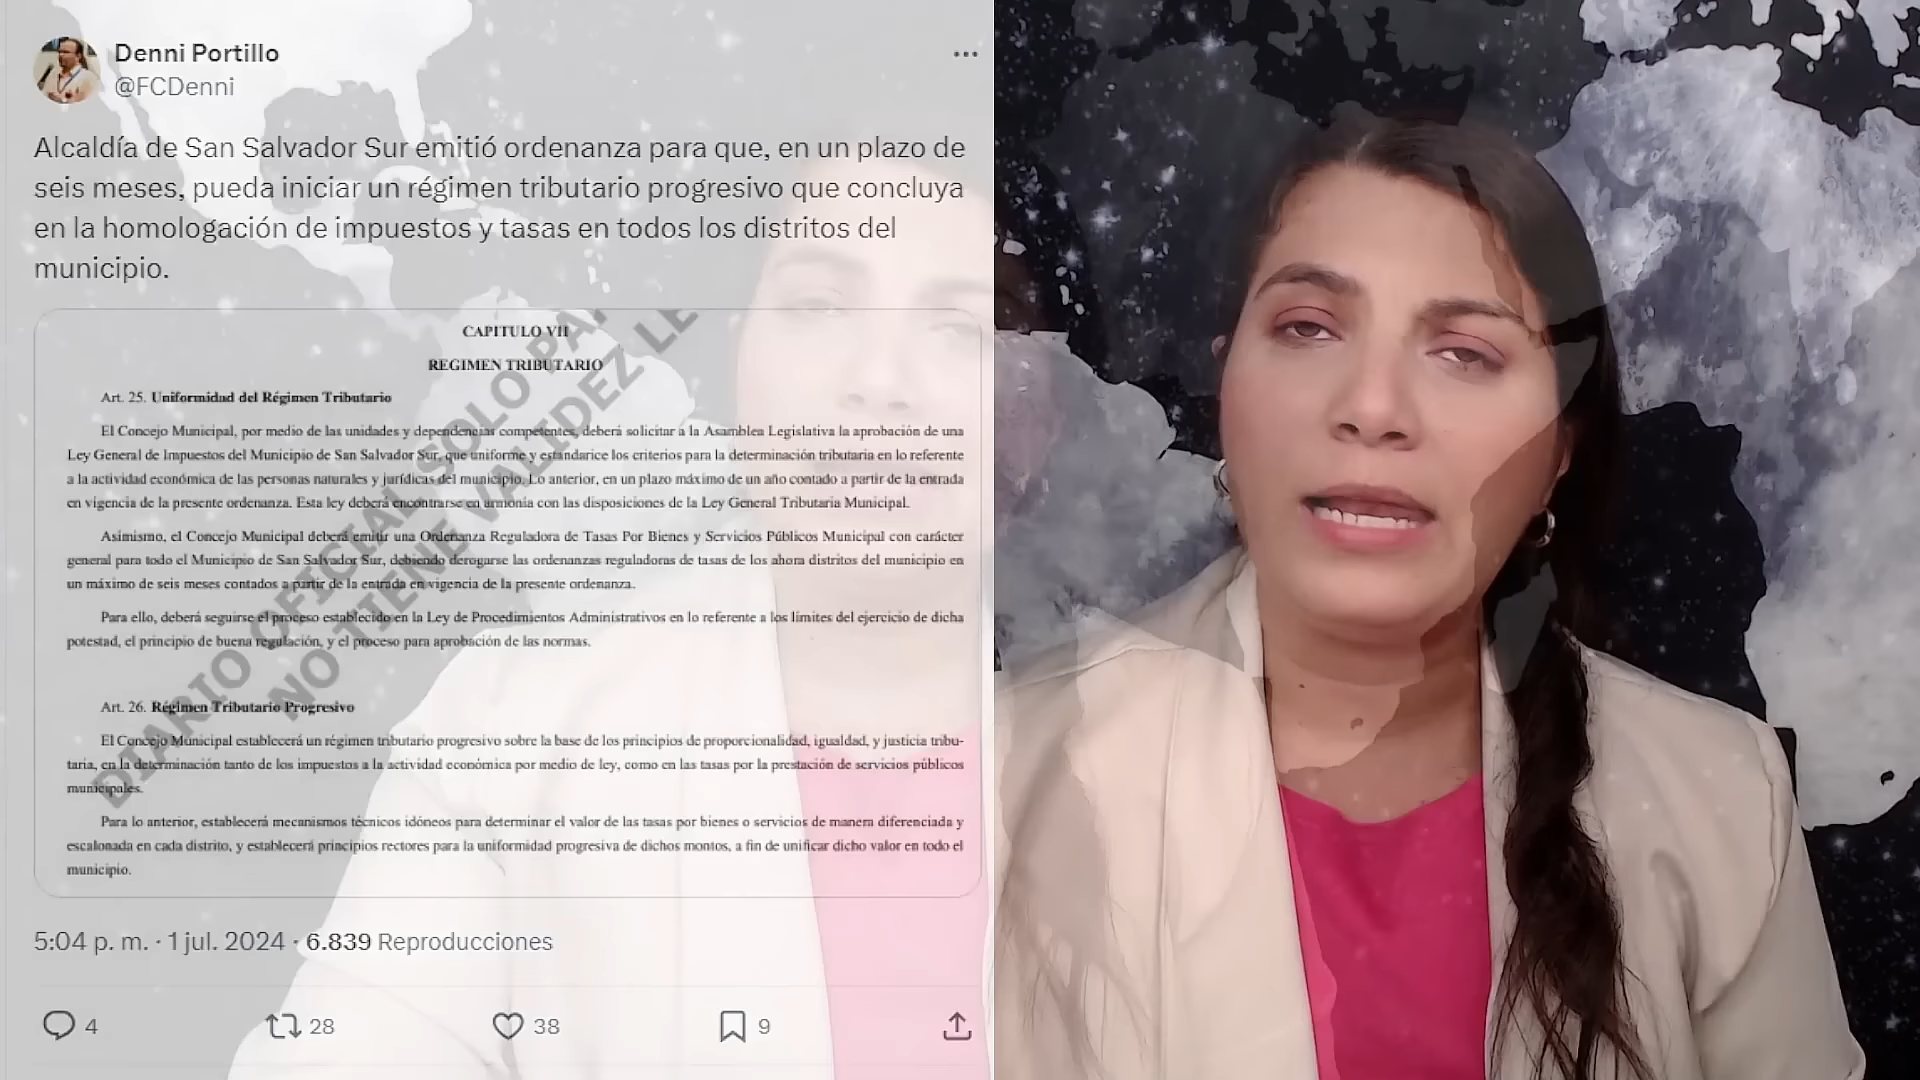 Denni Portillo
@FCDenni
Alcaldía de San Salvador Sur emitió ordenanza para que, en un plazo de
seis meses, pueda iniciar un régimen tributario progresivo que concluya
en la homologación de impuestos y tasas en todos los distritos del
municipio.
CAPITULO VII
REGIMEN TRIBUTARIO
Art. 25. Uniformidad del Régimen Tributario
El Concejo Municipal, por medio de las unidades y dependencias competentes, deberá solicitar a la Asamblea Legislativa la aprobación de una
Ley General de Impuestos del Municipio de San Salvador Sur, que uniforme y estandarice los criterios para la determinación tributaria en lo referente
a la actividad económica de las personas naturales y jurídicas del municipio. Lo anterior, en un plazo máximo de un año contado a partir de la entrada
en vigencia de la presente ordenanza. Esta ley deberá encontrarse en armonía con las disposiciones de la Ley General Tributaria Municipal.
Asimismo, el Concejo Municipal deberá emitir una Ordenanza Reguladora de Tasas Por Bienes y Servicios Públicos Municipal con carácter
general para todo el Municipio de San Salvador Sur, debiendo derogarse las ordenanzas reguladoras de tasas de los ahora distritos del municipio en
un máximo de seis meses contados a partir de la entrada en vigencia de la presente ordenanza.
Para ello, deberá seguirse el proceso establecido en la Ley de Procedimientos Administrativos en lo referente a los límites del ejercicio de dicha
potestad, el principio de buena regulación, y el proceso para aprobación de las normas.
Art. 26. Régimen Tributario Progresivo
El Concejo Municipal establecerá un régimen tributario progresivo sobre la base de los principios de proporcionalidad, igualdad, y justicia tribu-
taria, en la determinación tanto de los impuestos a la actividad económica por medio de ley, como en las tasas por la prestación de servicios públicos
municipales.
Para lo anterior, establecerá mecanismos técnicos idóneos para determinar el valor de las tasas por bienes o servicios de manera diferenciada y
escalonada en cada distrito, y establecerá principios rectores para la uniformidad progresiva de dichos montos, a fin de unificar dicho valor en todo el
municipio.
DIARIO OFICIAL SOLO PAR
NO TIENE VALIDEZ LE
5:04 p. m. · 1 jul. 2024 · 6.839 Reproducciones
4 28 38 9